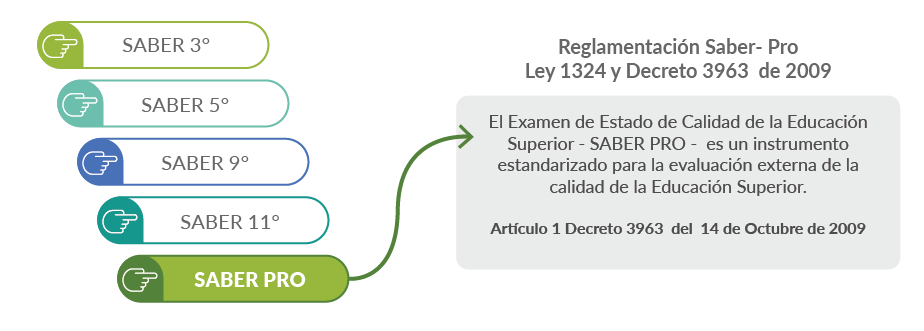 SABER 3°
SABER 5°
SABER 9°
SABER 11°
SABER PRO
Reglamentación Saber- Pro
Ley 1324 y Decreto 3963 de 2009
El Examen de Estado de Calidad de la Educación
Superior - SABER PRO - es un instrumento
estandarizado para la evaluación externa de la
calidad de la Educación Superior.
Artículo 1 Decreto 3963 del 14 de Octubre de 2009